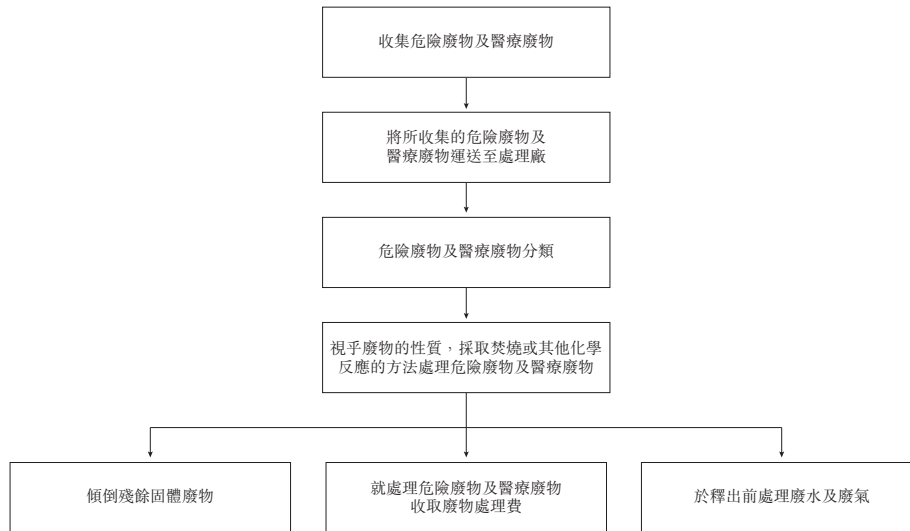 收集危險廢物及醫療廢物
將所收集的危險廢物及
醫療廢物運送至處理廠
危險廢物及醫療廢物分類
視乎廢物的性質，採取焚燒或其他化學
反應的方法處理危險廢物及醫療廢物
傾倒殘餘固體廢物
就處理危險廢物及醫療廢物
收取廢物處理費
於釋出前處理廢水及廢氣